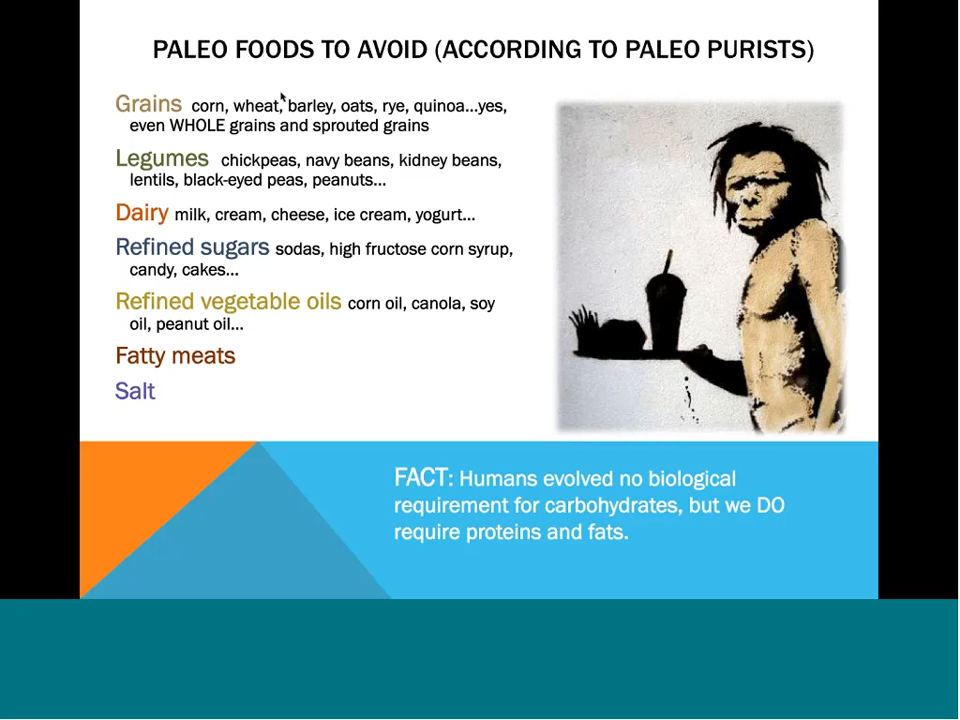 PALEO FOODS TO AVOID (ACCORDING TO PALEO PURISTS)
Grains corn, wheat, barley, oats, rye, quinoa...yes,
even WHOLE grains and sprouted grains
Legumes chickpeas, navy beans, kidney beans,
lentils, black-eyed peas, peanuts...
Dairy milk, cream, cheese, ice cream, yogurt...
Refined sugars sodas, high fructose corn syrup,
candy, cakes...
Refined vegetable oils corn oil, canola, soy
oil, peanut oil...
Fatty meats
Salt
FACT: Humans evolved no biological
requirement for carbohydrates, but we DO
require proteins and fats.